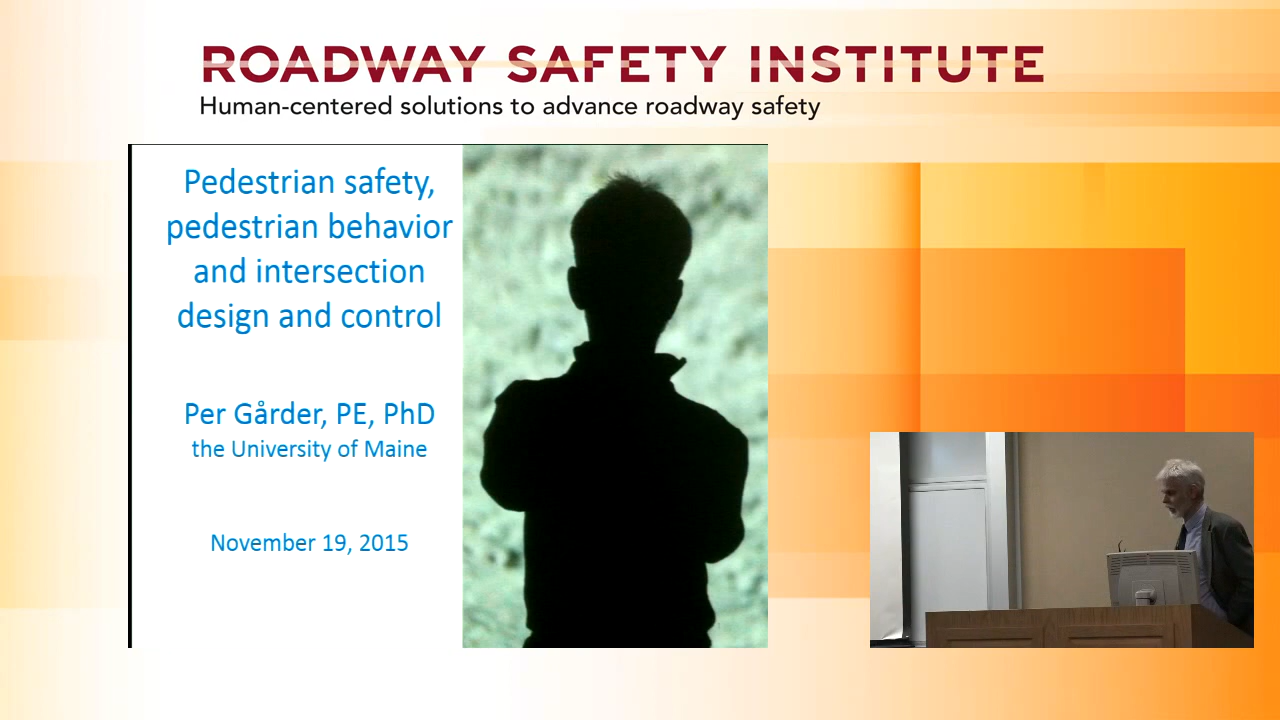 ROADWAY SAFETY INSTITUTE
Human-centered solutions to advance roadway safety
Pedestrian safety,
pedestrian behavior
and intersection
design and control
Per Gårder, PE, PhD
the University of Maine
November 19, 2015